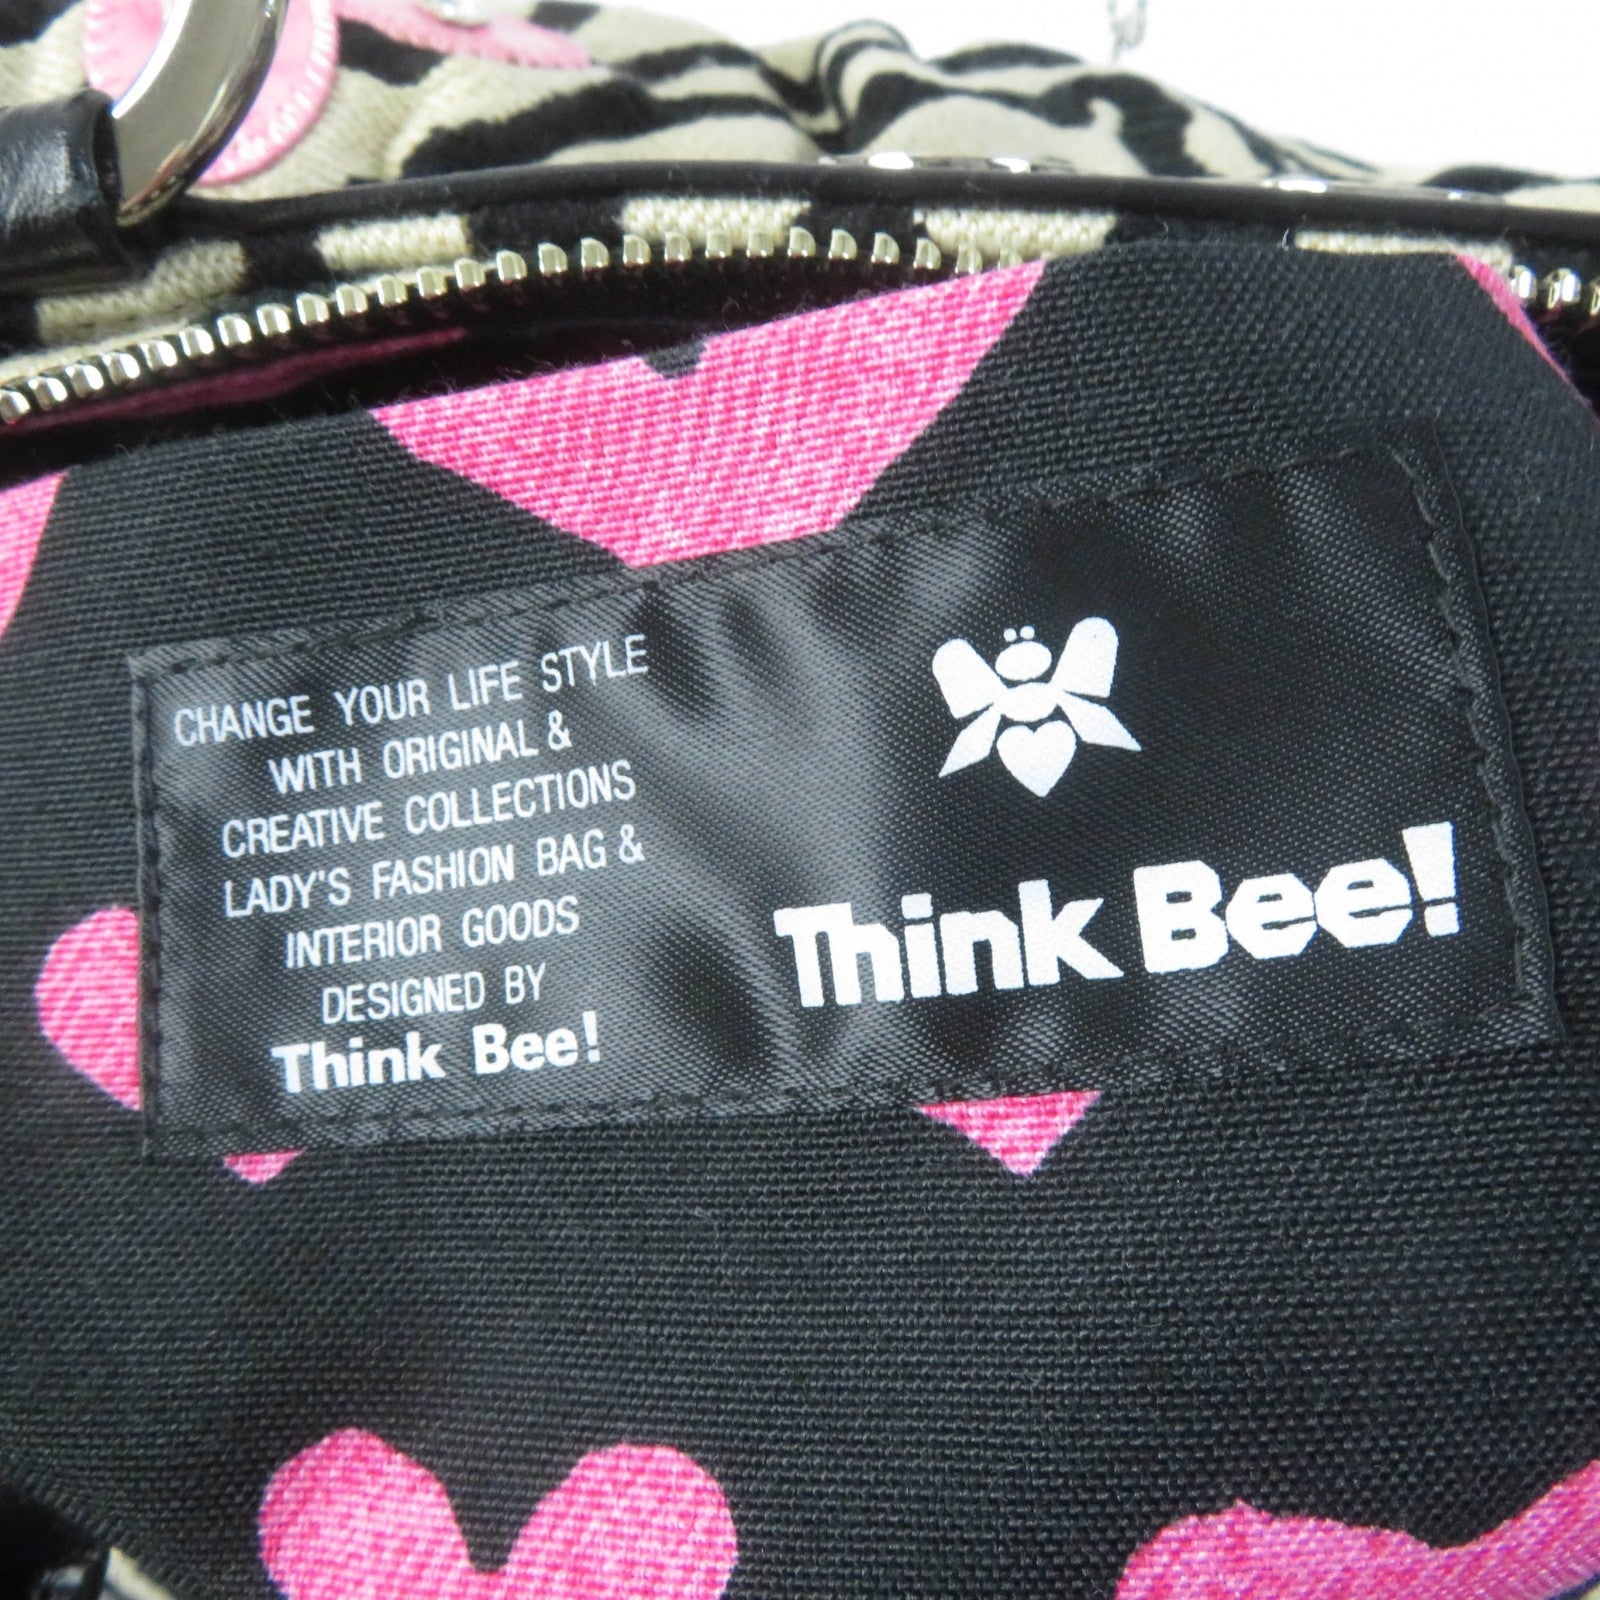 CHANGE YOUR LIFE STYLE
WITH ORIGINAL &
CREATIVE COLLECTIONS
LADY'S FASHION BAG &
INTERIOR GOODS
DESIGNED BY
Think Bee!
Think Bee!